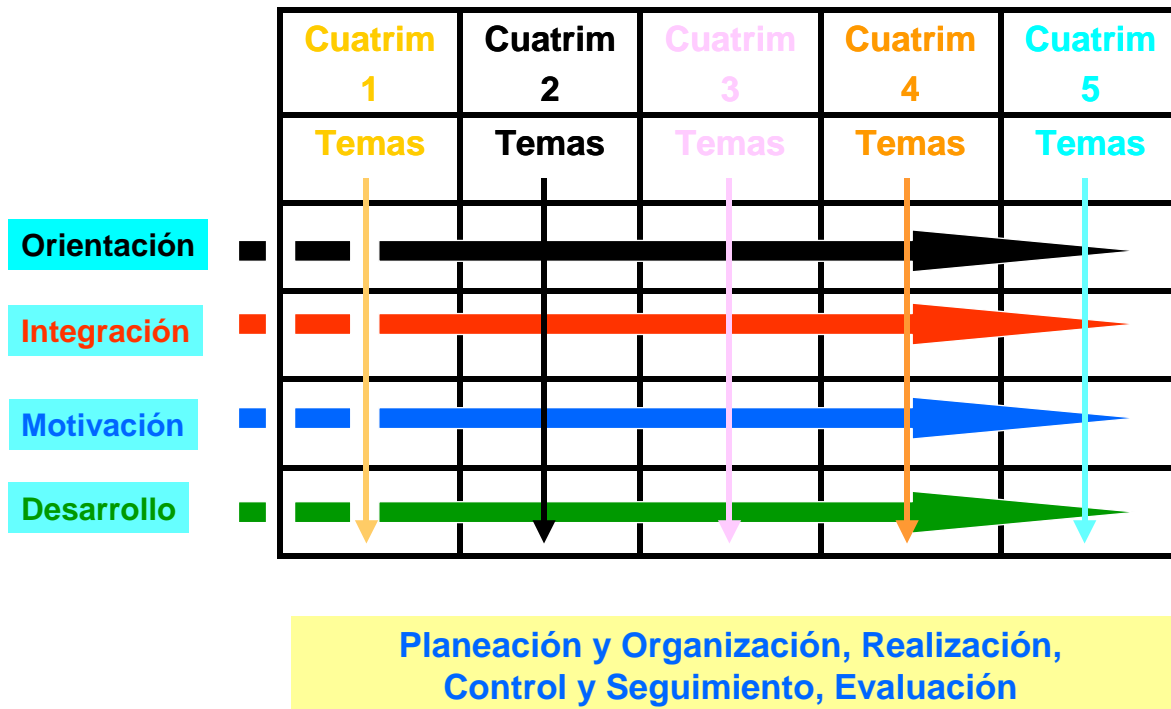 Cuatrim Cuatrim Cuatrim Cuatrim Cuatrim
1 2 3 4 5
Temas Temas Temas Temas Temas
Orientación
Integración
Motivación
Desarrollo
Planeación y Organización, Realización,
Control y Seguimiento, Evaluación